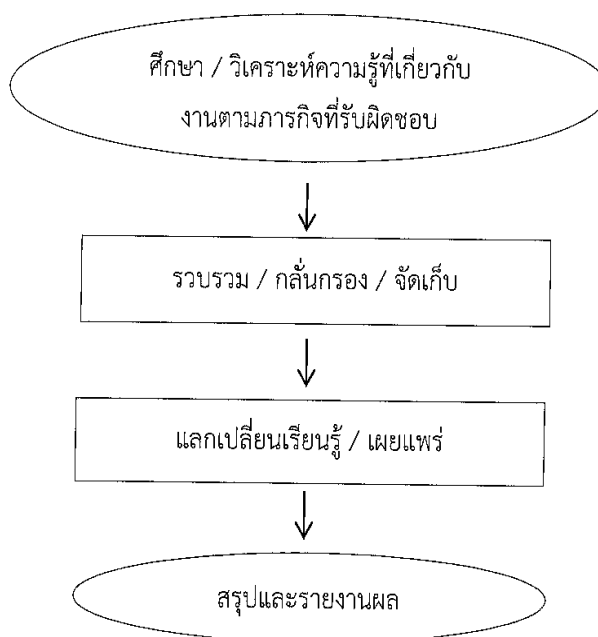 ศึกษา / วิเคราะห์ความรู้ที่เกี่ยวกับ
งานตามภารกิจที่รับผิดชอบ
รวบรวม / กลั่นกรอง / จัดเก็บ
แลกเปลี่ยนเรียนรู้ / เผยแพร่
สรุปและรายงานผล